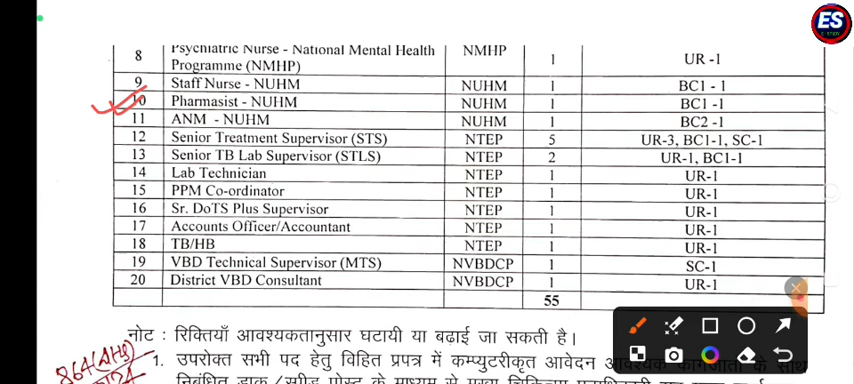 ES
8 Psychiatric Nurse - National Mental Health Programme (NMHP) NMHP 1 UR -1
9 Staff Nurse - NUHM NUHM 1 BC1 - 1
10 Pharmasist - NUHM NUHM 1 BC1 -1
11 ANM - NUHM NUHM 1 BC2 -1
12 Senior Treatment Supervisor (STS) NTEP 5 UR-3, BC1-1, SC-1
13 Senior TB Lab Supervisor (STLS) NTEP 2 UR-1, BC1-1
14 Lab Technician NTEP 1 UR-1
15 PPM Co-ordinator NTEP 1 UR-1
16 Sr. DoTS Plus Supervisor NTEP 1 UR-1
17 Accounts Officer/Accountant NTEP 1 UR-1
18 TB/HB NTEP 1 UR-1
19 VBD Technical Supervisor (MTS) NVBDCP 1 SC-1
20 District VBD Consultant NVBDCP 1 UR-1
55
नोट : रिक्तियाँ आवश्यकतानुसार घटायी या बढाई जा सकती है।
1. उपरोक्त सभी पद हेतु विहित प्रपत्र में कम्प्युटरीकृत आवेदन आवश्यक कागजातों के साथ
निबंधित डाक/स्पीड पोस्ट के माध्यम से मुख्य चिकित्सा